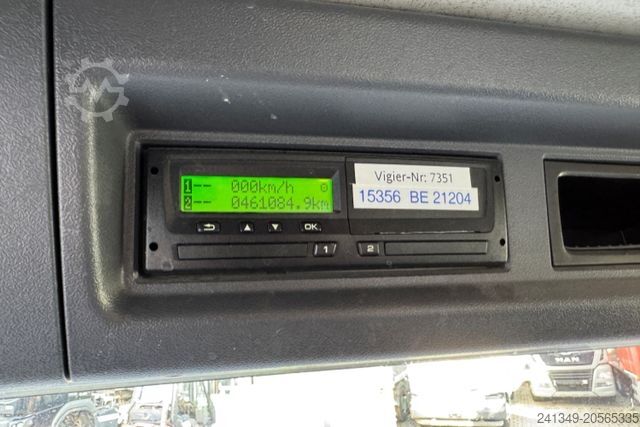 1 -- 000km/h
2 -- 0461084.9km
Vigier-Nr: 7351
15356 BE 21204
OK
1 2
MAN
241349-20565335